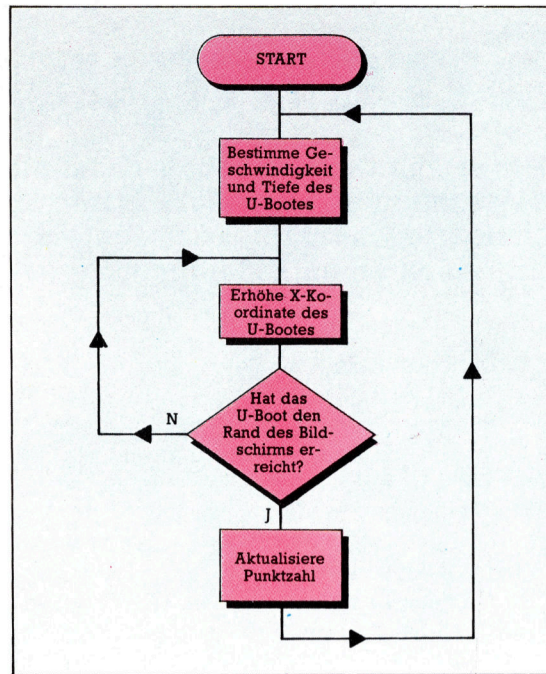 START
Bestimme Ge-
schwindigkeit
und Tiefe des
U-Bootes
Erhöhe X-Ko-
ordinate des
U-Bootes
Hat das
U-Boot den
Rand des Bild-
schirms er-
reicht?
N
J
Aktualisiere
Punktzahl